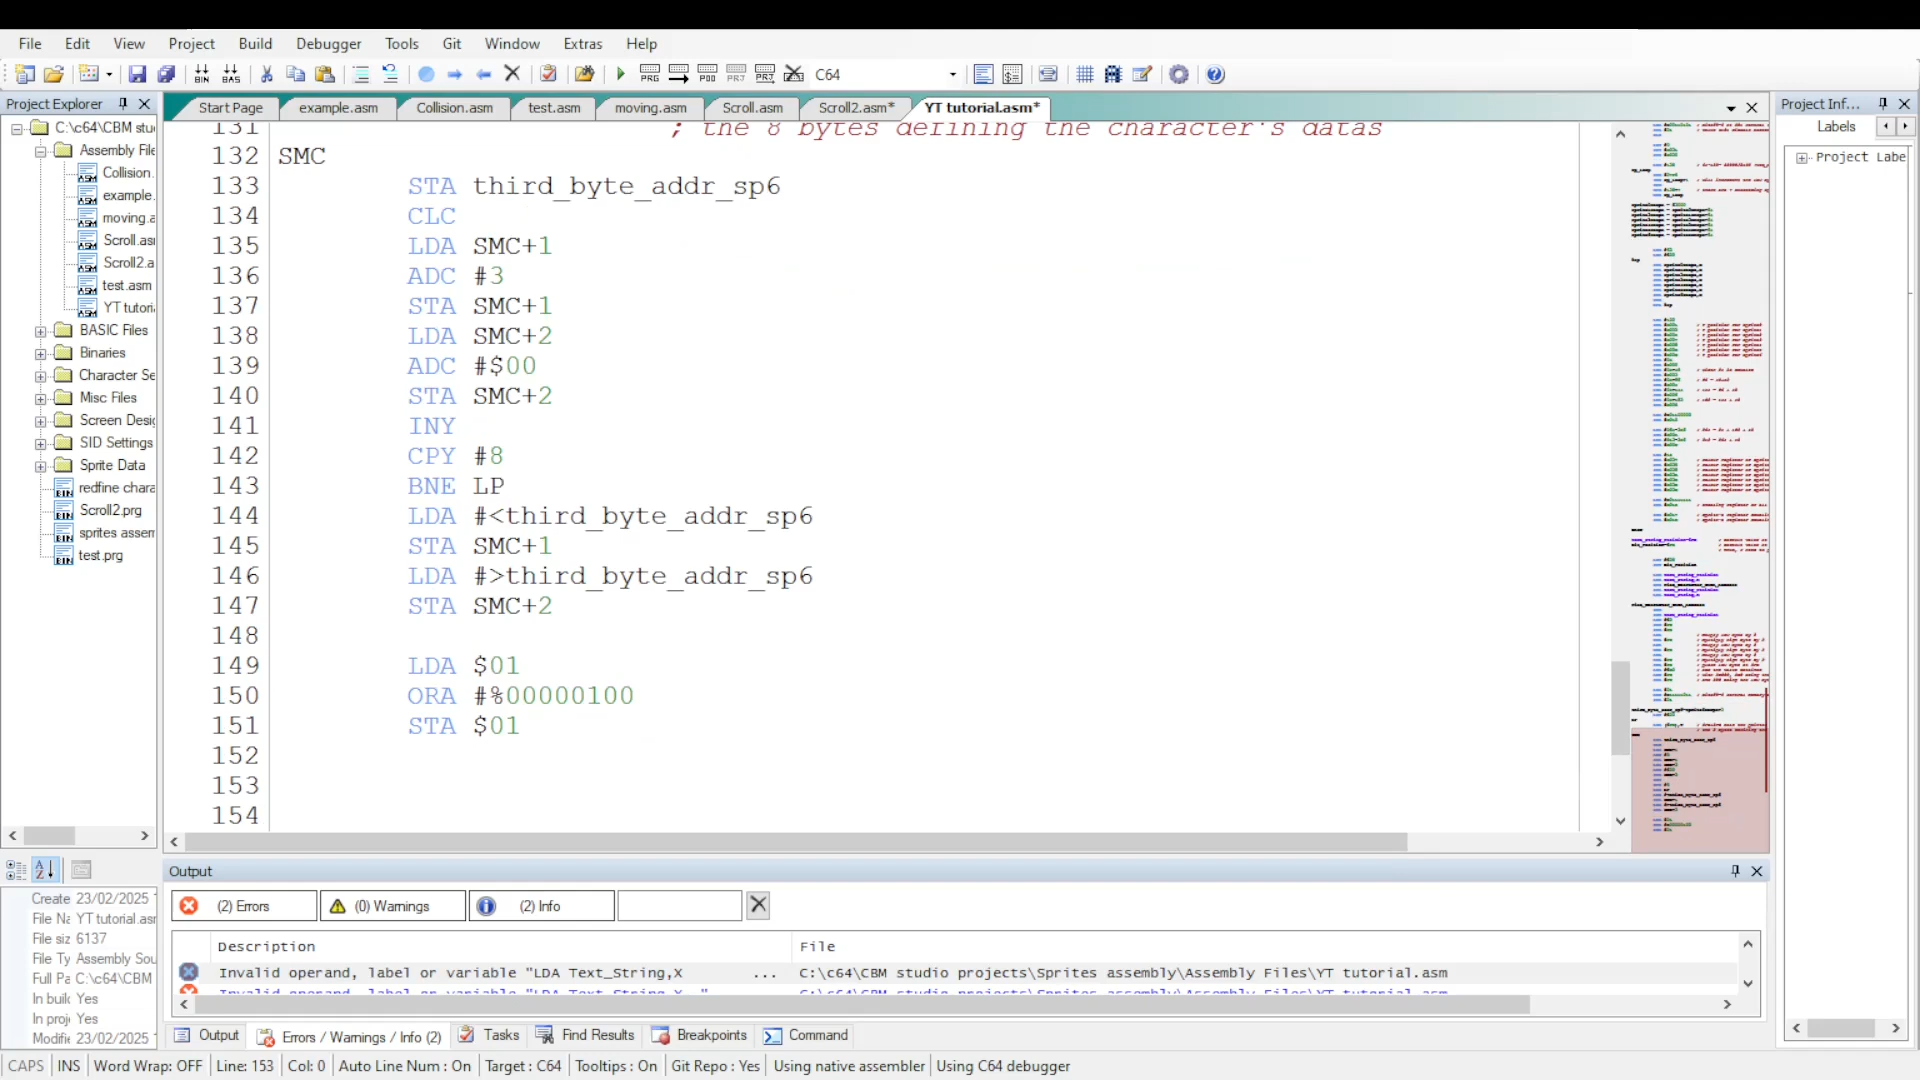 File Edit View Project Build Debugger Tools Git Window Extras Help
BIN BAS PRG POO PRJ PRJ C64
Project Explorer
Start Page example.asm Collision.asm test.asm moving.asm Scroll.asm Scroll2.asm* YT tutorial.asm*
Project Inf...
Labels
Project Labe
C:\c64\CBM stu
Assembly File
Collision.
example.
moving.a
Scroll.asm
Scroll2.a
test.asm
YT tutoria
BASIC Files
Binaries
Character Se
Misc Files
Screen Desig
SID Settings
Sprite Data
redfine chara
Scroll2.prg
sprites assem
test.prg
131 ; the 8 bytes defining the character's datas
132 SMC
133 STA third_byte_addr_sp6
134 CLC
135 LDA SMC+1
136 ADC #3
137 STA SMC+1
138 LDA SMC+2
139 ADC #$00
140 STA SMC+2
141 INY
142 CPY #8
143 BNE LP
144 LDA #<third_byte_addr_sp6
145 STA SMC+1
146 LDA #>third_byte_addr_sp6
147 STA SMC+2
148
149 LDA $01
150 ORA #%00000100
151 STA $01
152
153
154
Create 23/02/2025
File Na YT tutorial.asm
File siz 6137
File Ty Assembly Sou
Full Pa C:\c64\CBM
In build Yes
In proj Yes
Modifie 23/02/2025
Output
(2) Errors (0) Warnings (2) Info
Description File
Invalid operand, label or variable "LDA Text_String,X ... C:\c64\CBM studio projects\Sprites assembly\Assembly Files\YT tutorial.asm
Output Errors / Warnings / Info (2) Tasks Find Results Breakpoints Command
CAPS INS Word Wrap: OFF Line: 153 Col: 0 Auto Line Num : On Target : C64 Tooltips : On Git Repo : Yes Using native assembler Using C64 debugger